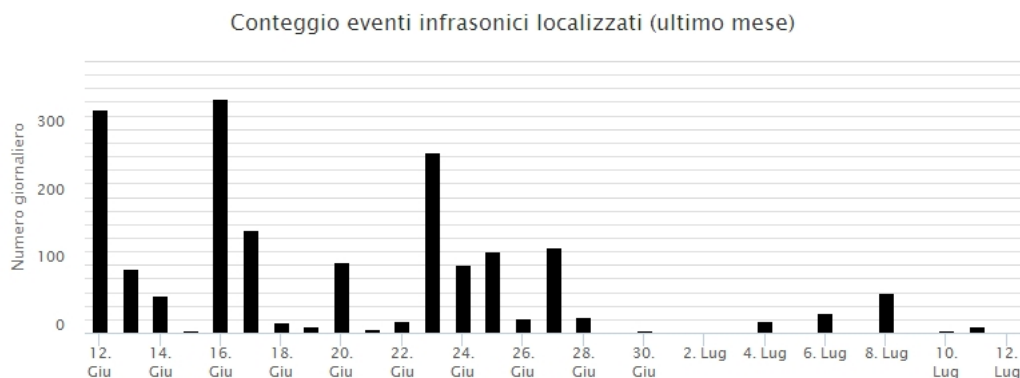 Conteggio eventi infrasonici localizzati (ultimo mese)
Numero giornaliero
300
200
100
0
12. Giu
14. Giu
16. Giu
18. Giu
20. Giu
22. Giu
24. Giu
26. Giu
28. Giu
30. Giu
2. Lug
4. Lug
6. Lug
8. Lug
10. Lug
12. Lug